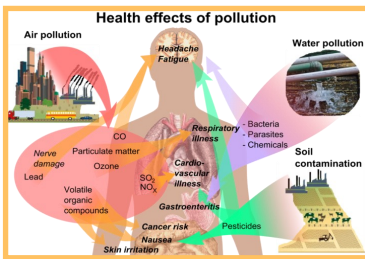 Health effects of pollution
Air pollution
Headache
Fatigue
Water pollution
CO
Particulate matter
Ozone
Nerve
damage
Lead
Volatile
organic
compounds
SOX
NOX
Respiratory
illness
Cardio-
vascular
illness
Gastroenteritis
Cancer risk
Nausea
Skin irritation
- Bacteria
- Parasites
- Chemicals
Soil
contamination
Pesticides